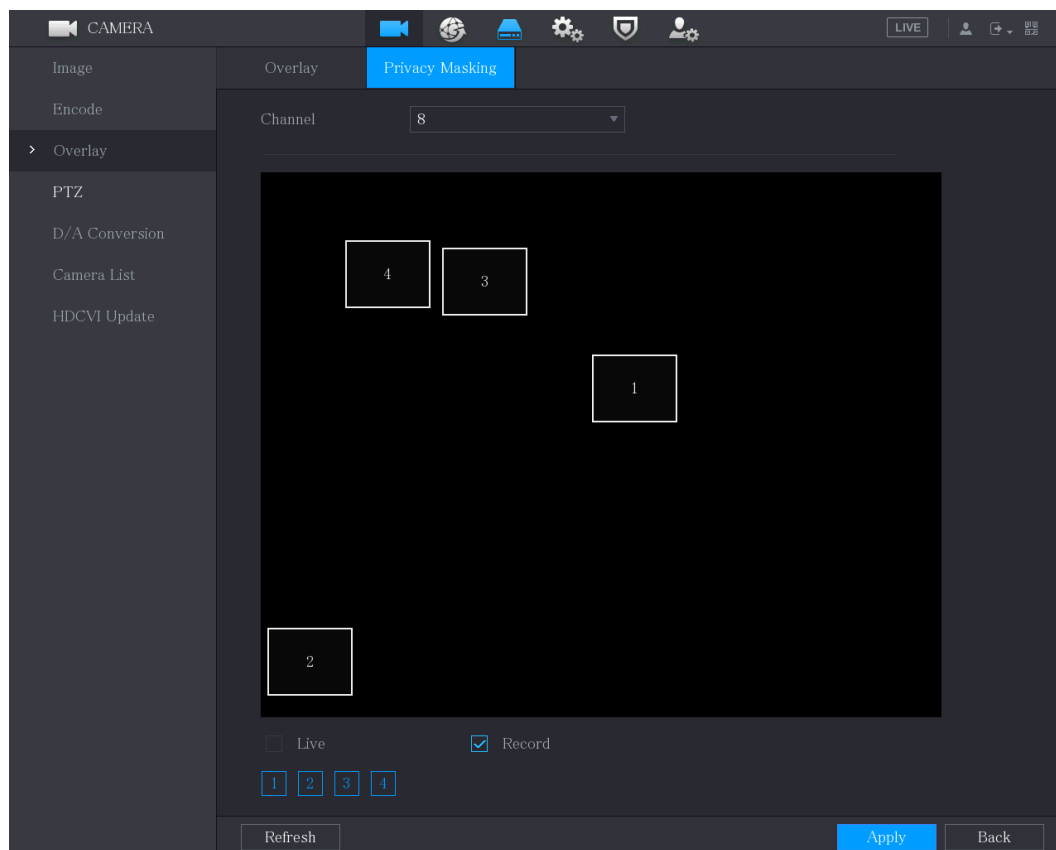 CAMERA LIVE
Image
Encode
Overlay
PTZ
D/A Conversion
Camera List
HDCVI Update
Overlay Privacy Masking
Channel 8
4
3
1
2
Live Record
1 2 3 4
Refresh Apply Back